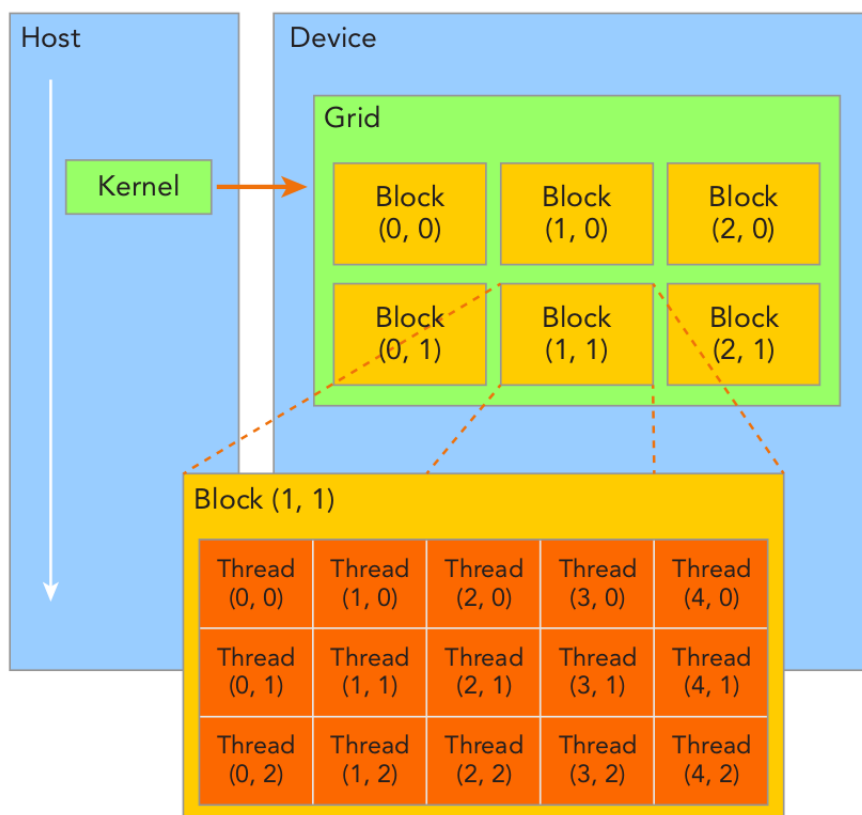 Host
Device
Grid
Kernel
Block
(0, 0)
Block
(1, 0)
Block
(2, 0)
Block
(0, 1)
Block
(1, 1)
Block
(2, 1)
Block (1, 1)
Thread
(0, 0)
Thread
(1, 0)
Thread
(2, 0)
Thread
(3, 0)
Thread
(4, 0)
Thread
(0, 1)
Thread
(1, 1)
Thread
(2, 1)
Thread
(3, 1)
Thread
(4, 1)
Thread
(0, 2)
Thread
(1, 2)
Thread
(2, 2)
Thread
(3, 2)
Thread
(4, 2)